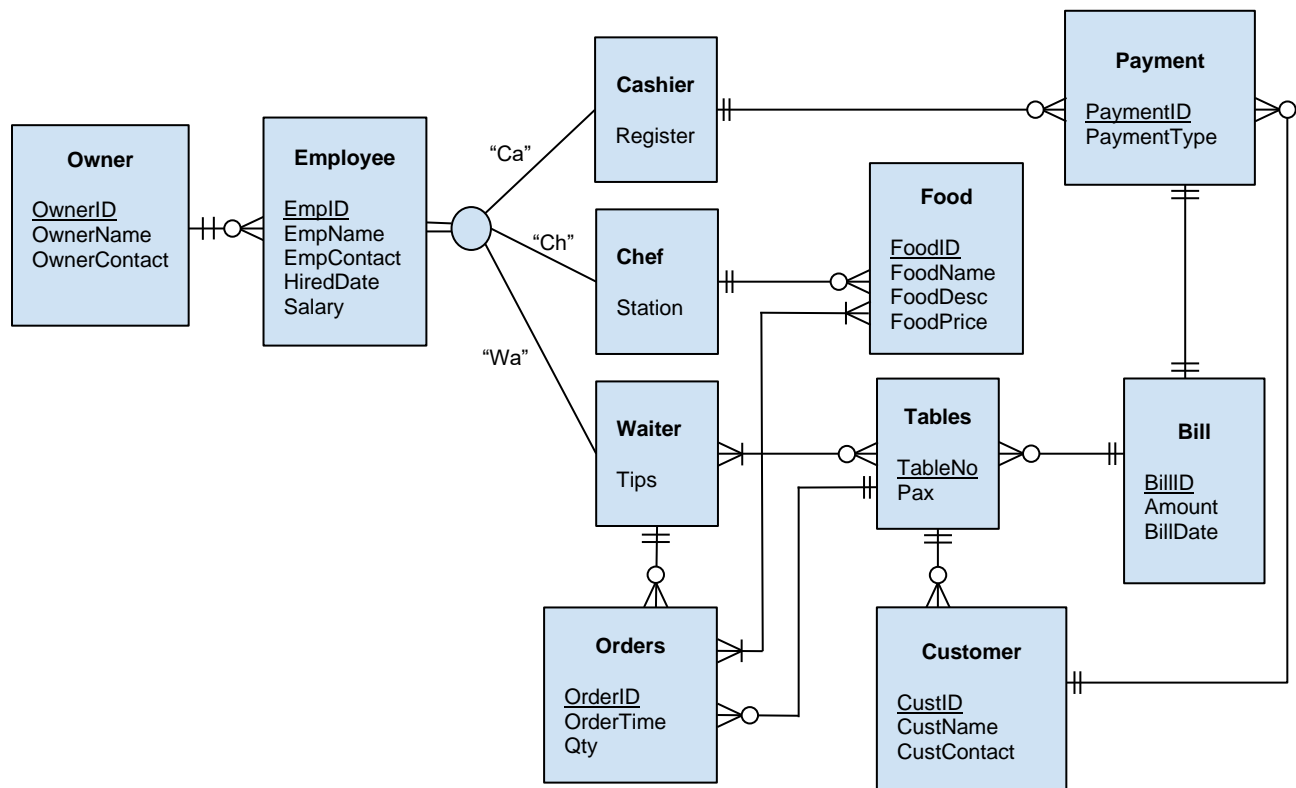 Owner
OwnerID
OwnerName
OwnerContact
Employee
EmpID
EmpName
EmpContact
HiredDate
Salary
“Ca”
“Ch”
“Wa”
Cashier
Register
Chef
Station
Waiter
Tips
Payment
PaymentID
PaymentType
Food
FoodID
FoodName
FoodDesc
FoodPrice
Tables
TableNo
Pax
Bill
BillID
Amount
BillDate
Orders
OrderID
OrderTime
Qty
Customer
CustID
CustName
CustContact